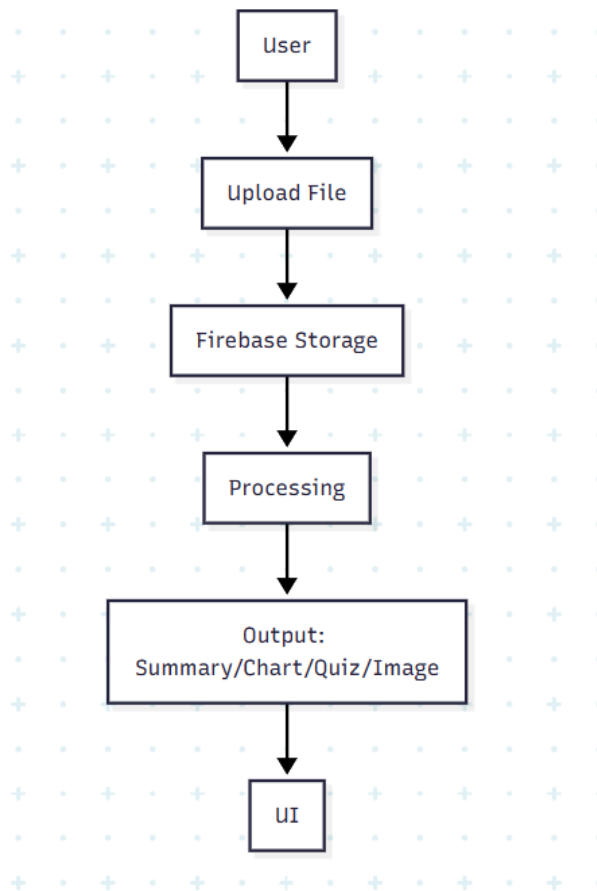 User
Upload File
Firebase Storage
Processing
Output:
Summary/Chart/Quiz/Image
UI